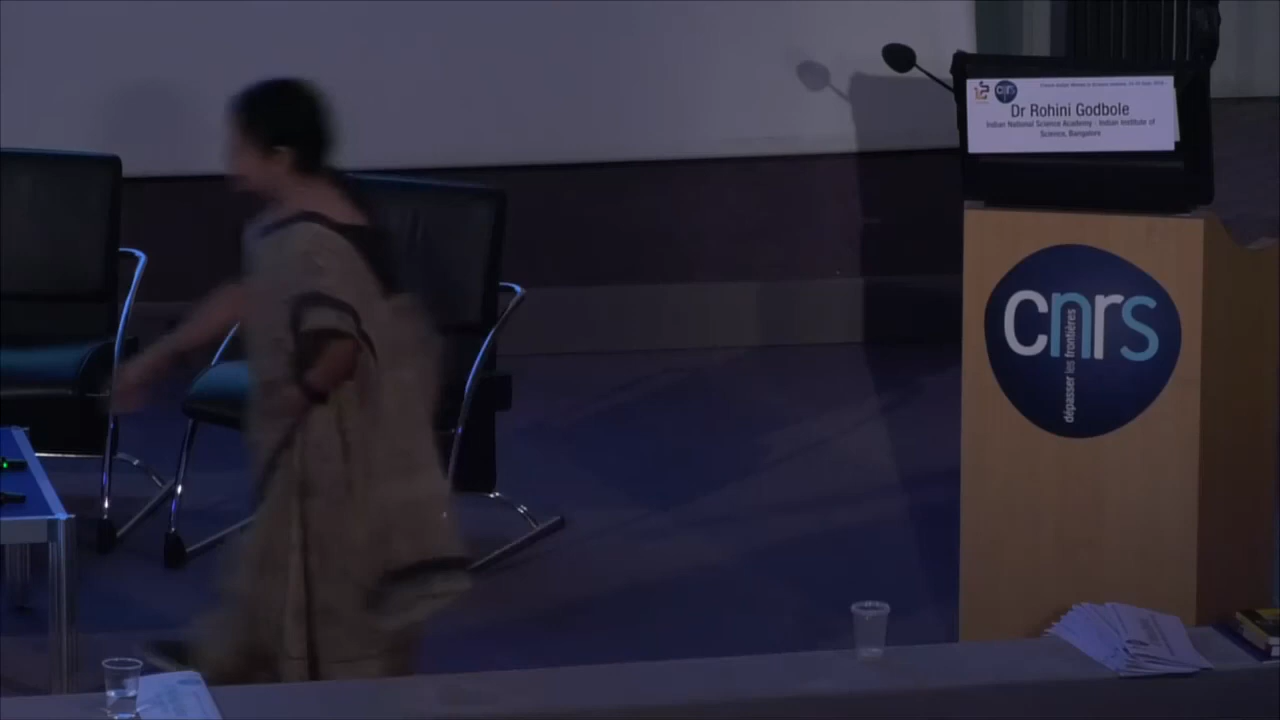 Dr Rohini Godbole
Indian National Science Academy - Indian Institute of
Science, Bangalore
cnrs
dépasser les frontières